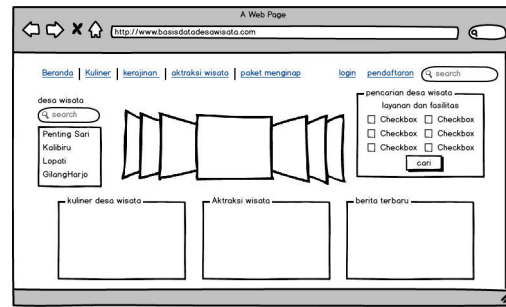 A Web Page
http://www.basisdatadesawisata.com
Beranda | Kuliner | kerajinan | aktraksi wisata | paket menginap login pendaftaran search
desa wisata
search
Penting Sari
Kalibiru
Lopati
GilangHarjo
pencarian desa wisata
layanan dan fasilitas
Checkbox Checkbox
Checkbox Checkbox
Checkbox Checkbox
cari
kuliner desa wisata
Aktraksi wisata
berita terbaru